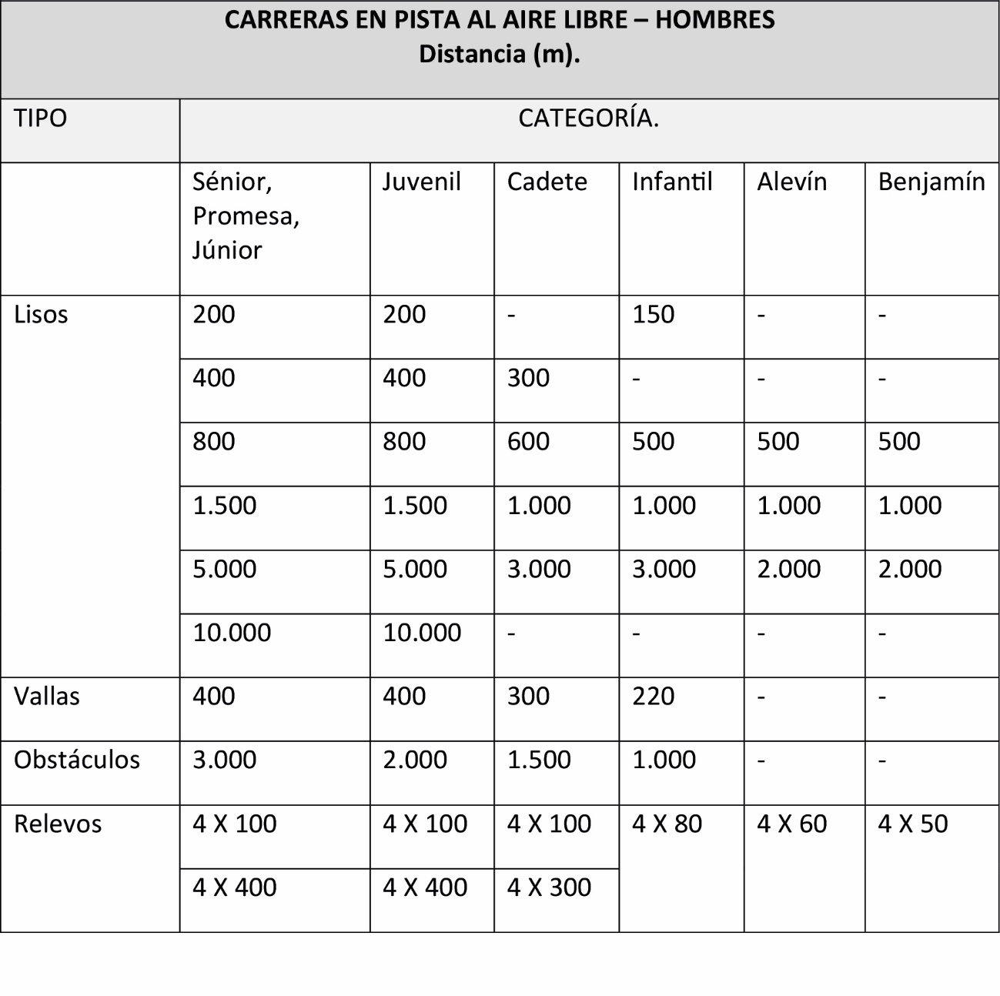 CARRERAS EN PISTA AL AIRE LIBRE – HOMBRES
Distancia (m).
TIPO CATEGORÍA.
Sénior, Promesa, Júnior Juvenil Cadete Infantil Alevín Benjamín
Lisos 200 200 - 150 - -
400 400 300 - - -
800 800 600 500 500 500
1.500 1.500 1.000 1.000 1.000 1.000
5.000 5.000 3.000 3.000 2.000 2.000
10.000 10.000 - - - -
Vallas 400 400 300 220 - -
Obstáculos 3.000 2.000 1.500 1.000 - -
Relevos 4 X 100 4 X 100 4 X 100 4 X 80 4 X 60 4 X 50
4 X 400 4 X 400 4 X 300